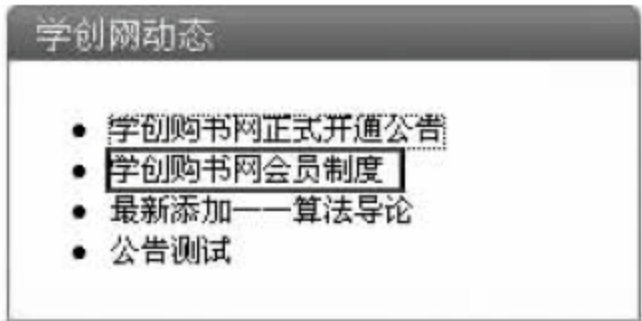 学创网动态
学创购书网正式开通公告
学创购书网会员制度
最新添加——算法导论
公告测试